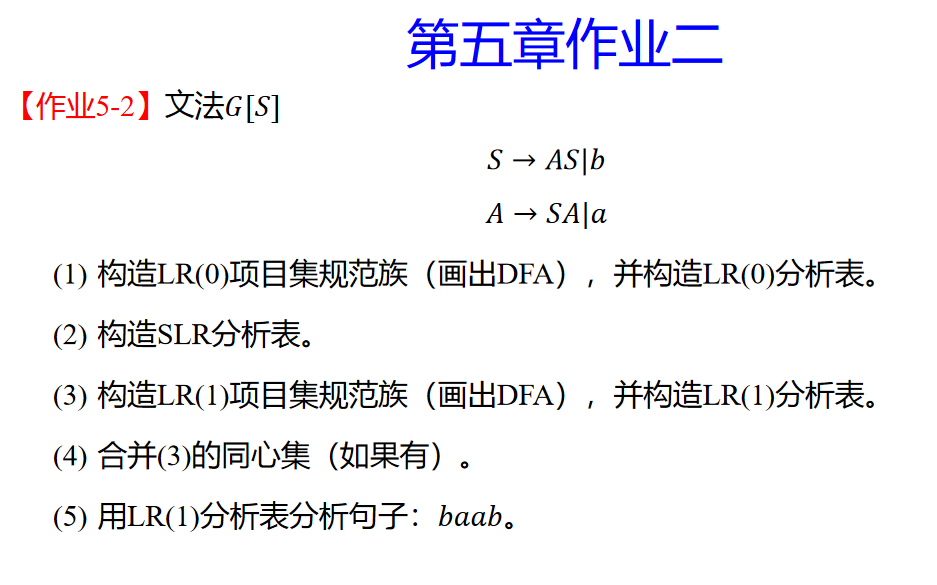 第五章作业二
【作业5-2】文法G[S]
S → AS|b
A → SA|a
(1) 构造LR(0)项目集规范族（画出DFA），并构造LR(0)分析表。
(2) 构造SLR分析表。
(3) 构造LR(1)项目集规范族（画出DFA），并构造LR(1)分析表。
(4) 合并(3)的同心集（如果有）。
(5) 用LR(1)分析表分析句子：baab。